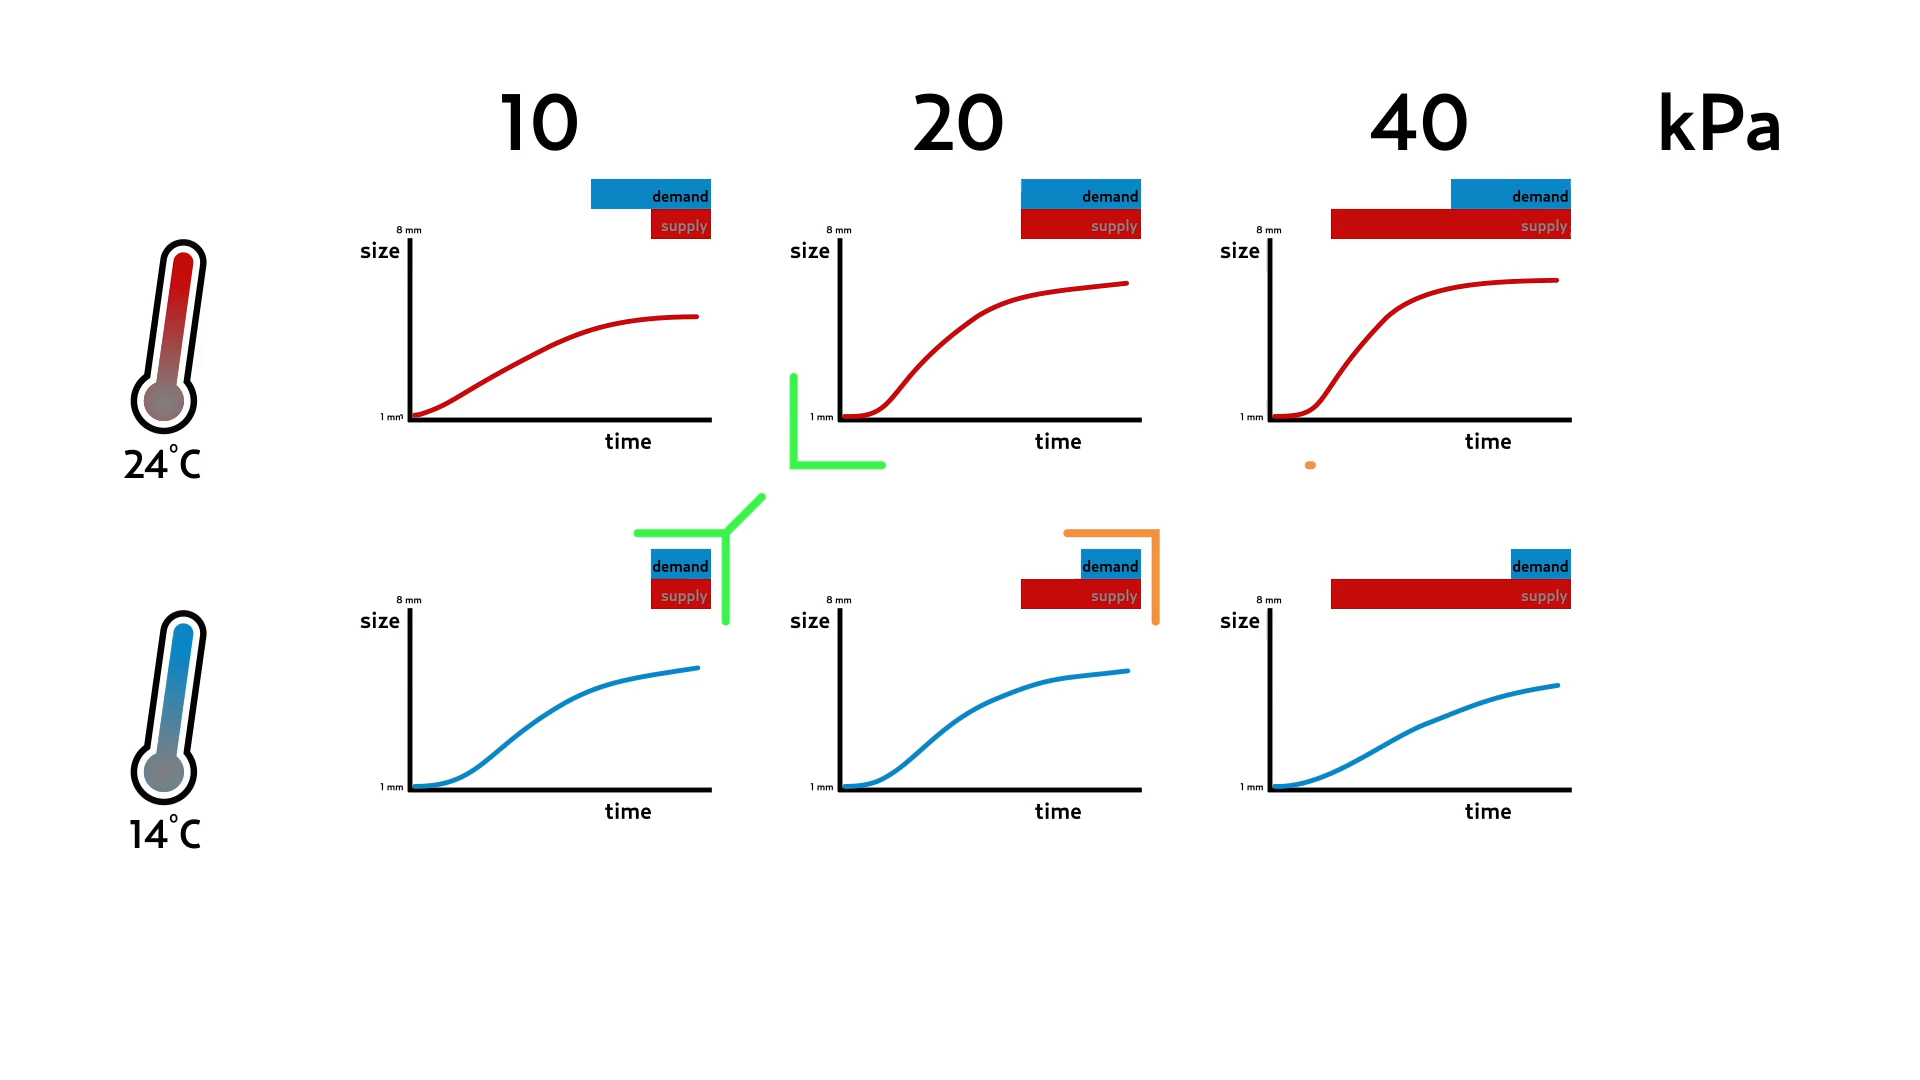 10 20 40 kPa
demand demand demand
supply supply supply
8 mm 8 mm 8 mm
size size size
1 mm 1 mm 1 mm
time time time
24°C
demand demand demand
supply supply supply
8 mm 8 mm 8 mm
size size size
1 mm 1 mm 1 mm
time time time
14°C